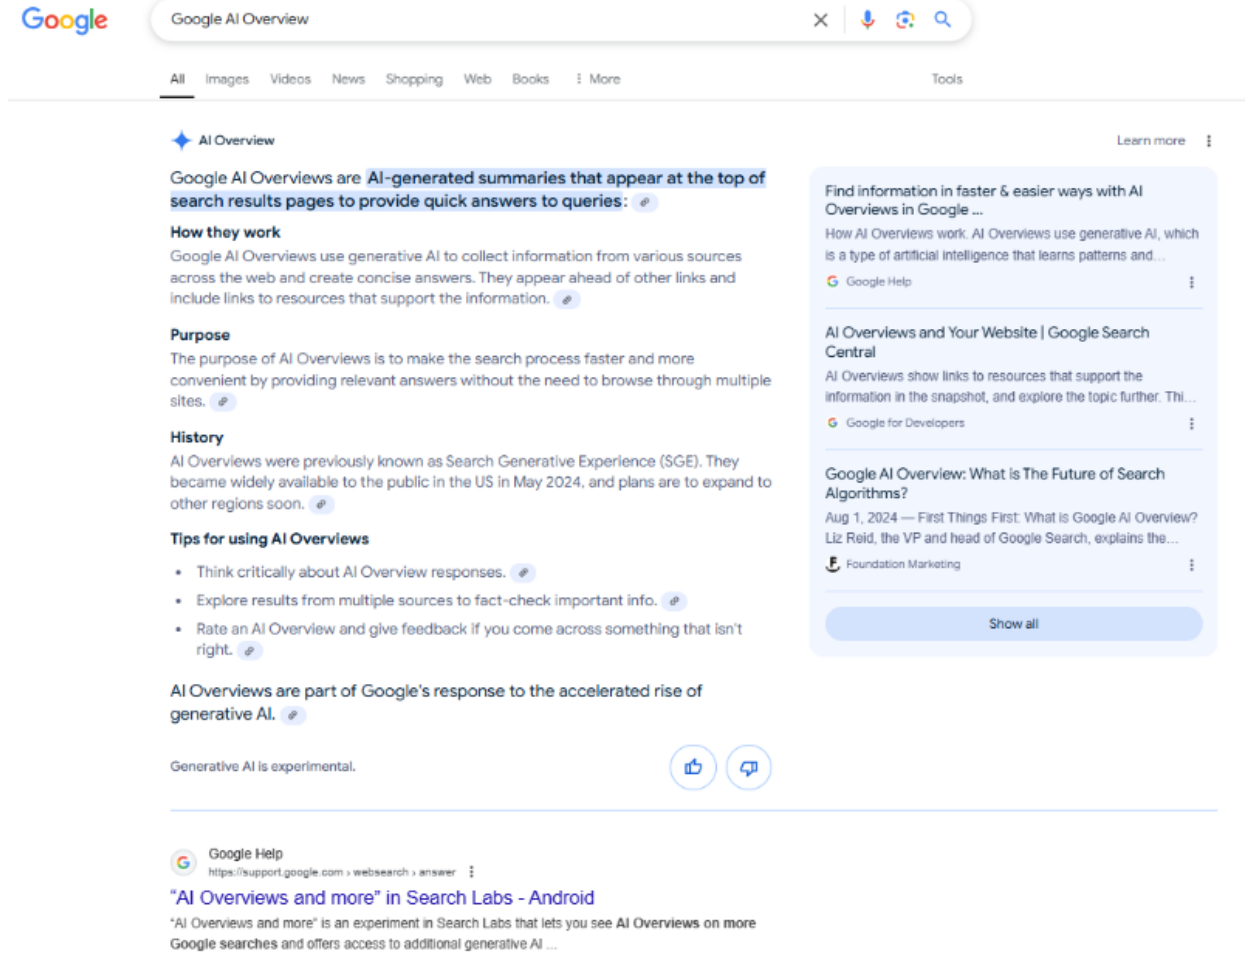 Google
Google AI Overview
All Images Videos News Shopping Web Books More
Tools
AI Overview
Learn more
Google AI Overviews are AI-generated summaries that appear at the top of
search results pages to provide quick answers to queries:
How they work
Google AI Overviews use generative AI to collect information from various sources
across the web and create concise answers. They appear ahead of other links and
include links to resources that support the information.
Purpose
The purpose of AI Overviews is to make the search process faster and more
convenient by providing relevant answers without the need to browse through multiple
sites.
History
AI Overviews were previously known as Search Generative Experience (SGE). They
became widely available to the public in the US in May 2024, and plans are to expand to
other regions soon.
Tips for using AI Overviews
• Think critically about AI Overview responses.
• Explore results from multiple sources to fact-check important info.
• Rate an AI Overview and give feedback if you come across something that isn't
right.
AI Overviews are part of Google's response to the accelerated rise of
generative AI.
Generative AI is experimental.
Find information in faster & easier ways with AI
Overviews in Google ...
How AI Overviews work. AI Overviews use generative AI, which
is a type of artificial intelligence that learns patterns and...
Google Help
AI Overviews and Your Website | Google Search
Central
AI Overviews show links to resources that support the
information in the snapshot, and explore the topic further. Thi...
Google for Developers
Google AI Overview: What is The Future of Search
Algorithms?
Aug 1, 2024 — First Things First: What is Google AI Overview?
Liz Reid, the VP and head of Google Search, explains the...
Foundation Marketing
Show all
Google Help
https://support.google.com › websearch › answer
"AI Overviews and more" in Search Labs - Android
"AI Overviews and more" is an experiment in Search Labs that lets you see AI Overviews on more
Google searches and offers access to additional generative AI ...